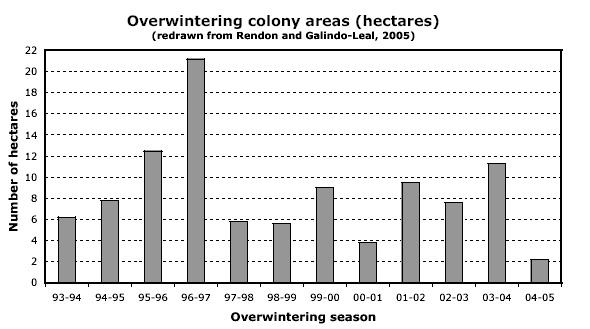 Overwintering colony areas (hectares)
(redrawn from Rendon and Galindo-Leal, 2005)
Number of hectares
22
20
18
16
14
12
10
8
6
4
2
0
93-94 94-95 95-96 96-97 97-98 98-99 99-00 00-01 01-02 02-03 03-04 04-05
Overwintering season